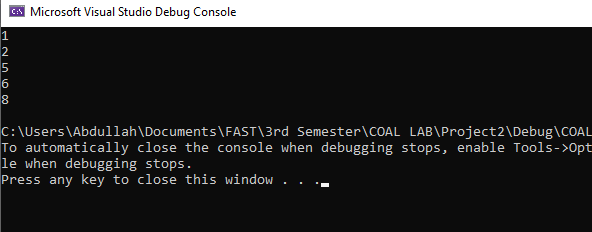 Microsoft Visual Studio Debug Console
1
2
5
6
8
C:\Users\Abdullah\Documents\FAST\3rd Semester\COAL LAB\Project2\Debug\COAL
To automatically close the console when debugging stops, enable Tools->Opt
le when debugging stops.
Press any key to close this window . . .